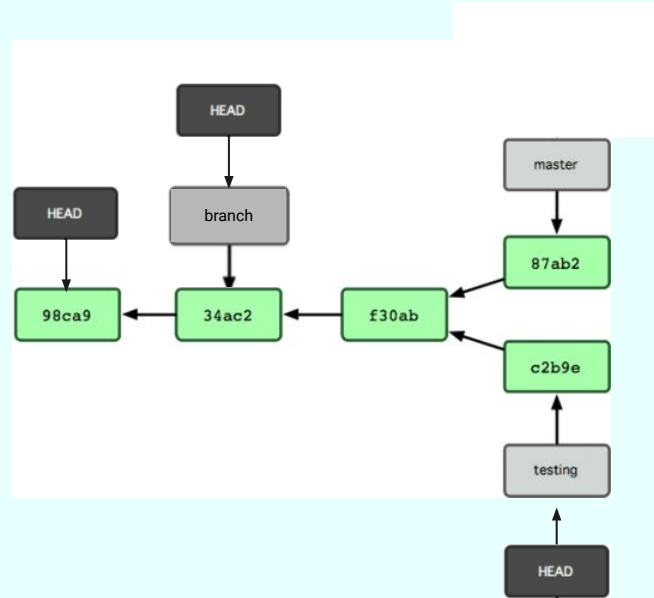 HEAD
master
HEAD
branch
87ab2
98ca9
34ac2
f30ab
c2b9e
testing
HEAD